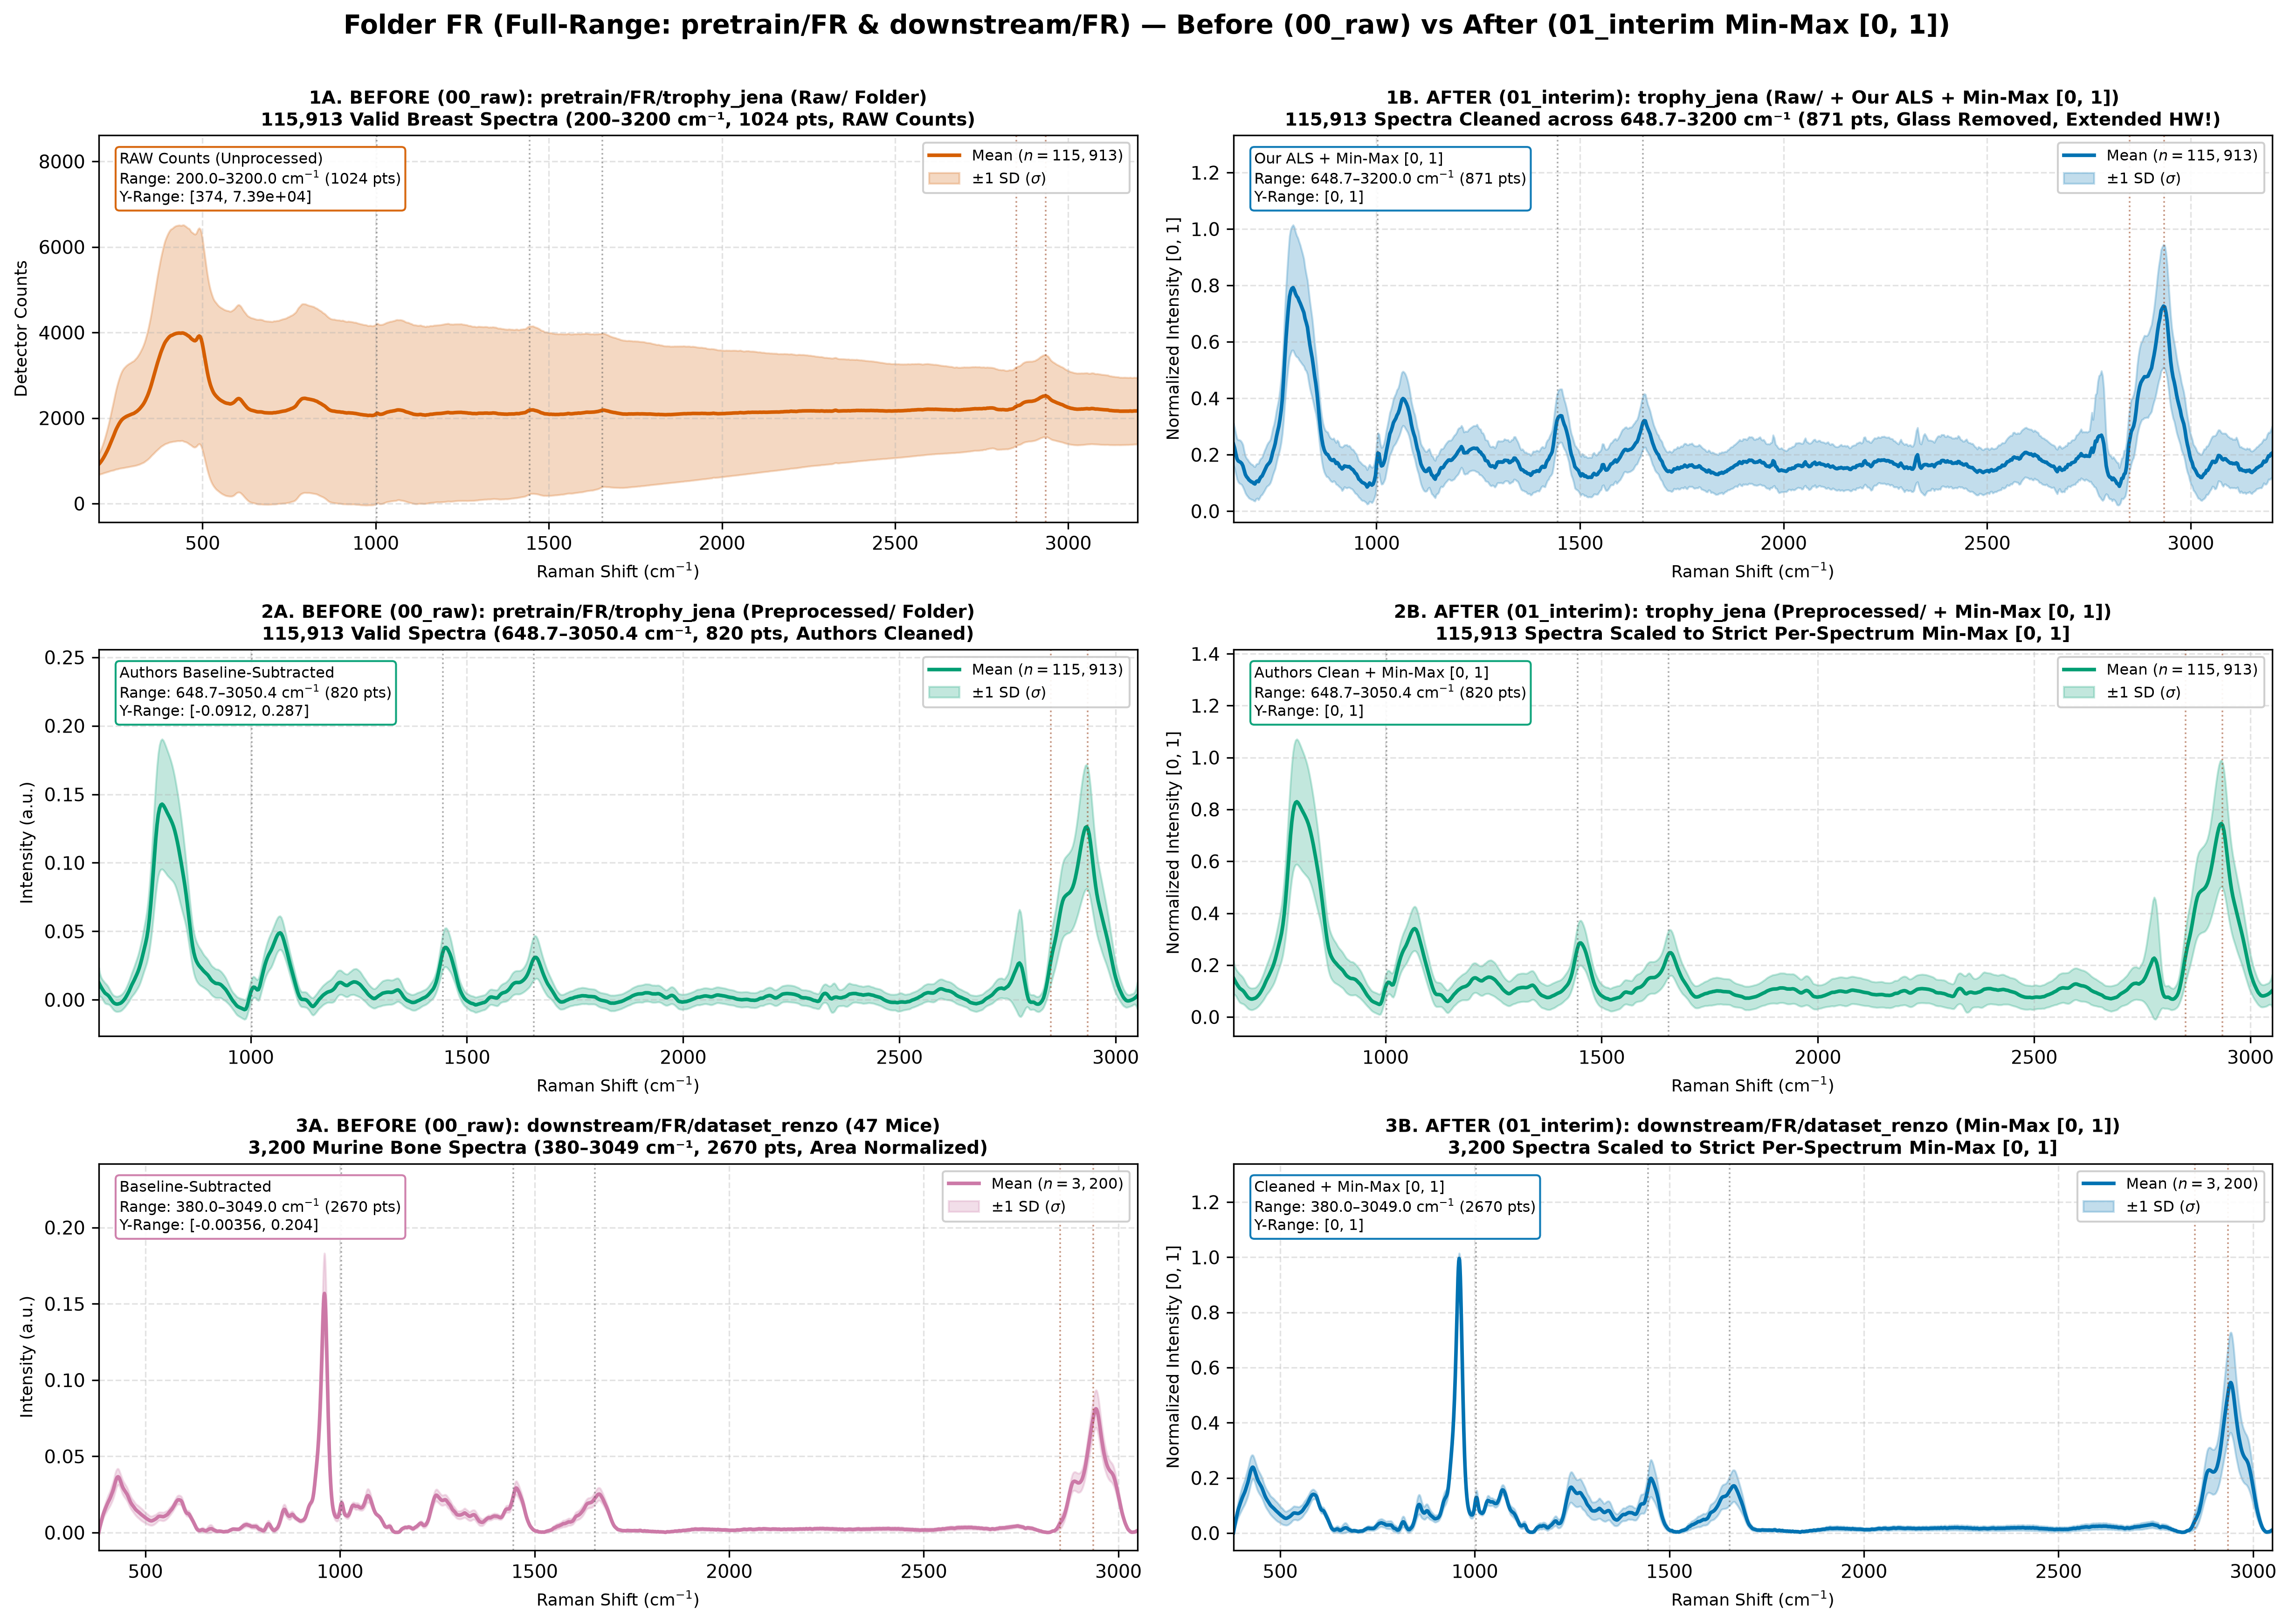 Folder FR (Full-Range: pretrain/FR & downstream/FR) — Before (00_raw) vs After (01_interim Min-Max [0, 1])
1A. BEFORE (00_raw): pretrain/FR/trophy_jena (Raw/ Folder)
115,913 Valid Breast Spectra (200–3200 cm⁻¹, 1024 pts, RAW Counts)
RAW Counts (Unprocessed)
Range: 200.0–3200.0 cm⁻¹ (1024 pts)
Y-Range: [374, 7.39e+04]
Mean (n = 115,913)
±1 SD (σ)
Detector Counts
8000
6000
4000
2000
0
500 1000 1500 2000 2500 3000
Raman Shift (cm⁻¹)
1B. AFTER (01_interim): trophy_jena (Raw/ + Our ALS + Min-Max [0, 1])
115,913 Spectra Cleaned across 648.7–3200 cm⁻¹ (871 pts, Glass Removed, Extended HW!)
Our ALS + Min-Max [0, 1]
Range: 648.7–3200.0 cm⁻¹ (871 pts)
Y-Range: [0, 1]
Mean (n = 115,913)
±1 SD (σ)
Normalized Intensity [0, 1]
1.2
1.0
0.8
0.6
0.4
0.2
0.0
1000 1500 2000 2500 3000
Raman Shift (cm⁻¹)
2A. BEFORE (00_raw): pretrain/FR/trophy_jena (Preprocessed/ Folder)
115,913 Valid Spectra (648.7–3050.4 cm⁻¹, 820 pts, Authors Cleaned)
Authors Baseline-Subtracted
Range: 648.7–3050.4 cm⁻¹ (820 pts)
Y-Range: [-0.0912, 0.287]
Mean (n = 115,913)
±1 SD (σ)
Intensity (a.u.)
0.25
0.20
0.15
0.10
0.05
0.00
1000 1500 2000 2500 3000
Raman Shift (cm⁻¹)
2B. AFTER (01_interim): trophy_jena (Preprocessed/ + Min-Max [0, 1])
115,913 Spectra Scaled to Strict Per-Spectrum Min-Max [0, 1]
Authors Clean + Min-Max [0, 1]
Range: 648.7–3050.4 cm⁻¹ (820 pts)
Y-Range: [0, 1]
Mean (n = 115,913)
±1 SD (σ)
Normalized Intensity [0, 1]
1.4
1.2
1.0
0.8
0.6
0.4
0.2
0.0
1000 1500 2000 2500 3000
Raman Shift (cm⁻¹)
3A. BEFORE (00_raw): downstream/FR/dataset_renzo (47 Mice)
3,200 Murine Bone Spectra (380–3049 cm⁻¹, 2670 pts, Area Normalized)
Baseline-Subtracted
Range: 380.0–3049.0 cm⁻¹ (2670 pts)
Y-Range: [-0.00356, 0.204]
Mean (n = 3,200)
±1 SD (σ)
Intensity (a.u.)
0.20
0.15
0.10
0.05
0.00
500 1000 1500 2000 2500 3000
Raman Shift (cm⁻¹)
3B. AFTER (01_interim): downstream/FR/dataset_renzo (Min-Max [0, 1])
3,200 Spectra Scaled to Strict Per-Spectrum Min-Max [0, 1]
Cleaned + Min-Max [0, 1]
Range: 380.0–3049.0 cm⁻¹ (2670 pts)
Y-Range: [0, 1]
Mean (n = 3,200)
±1 SD (σ)
Normalized Intensity [0, 1]
1.2
1.0
0.8
0.6
0.4
0.2
0.0
500 1000 1500 2000 2500 3000
Raman Shift (cm⁻¹)